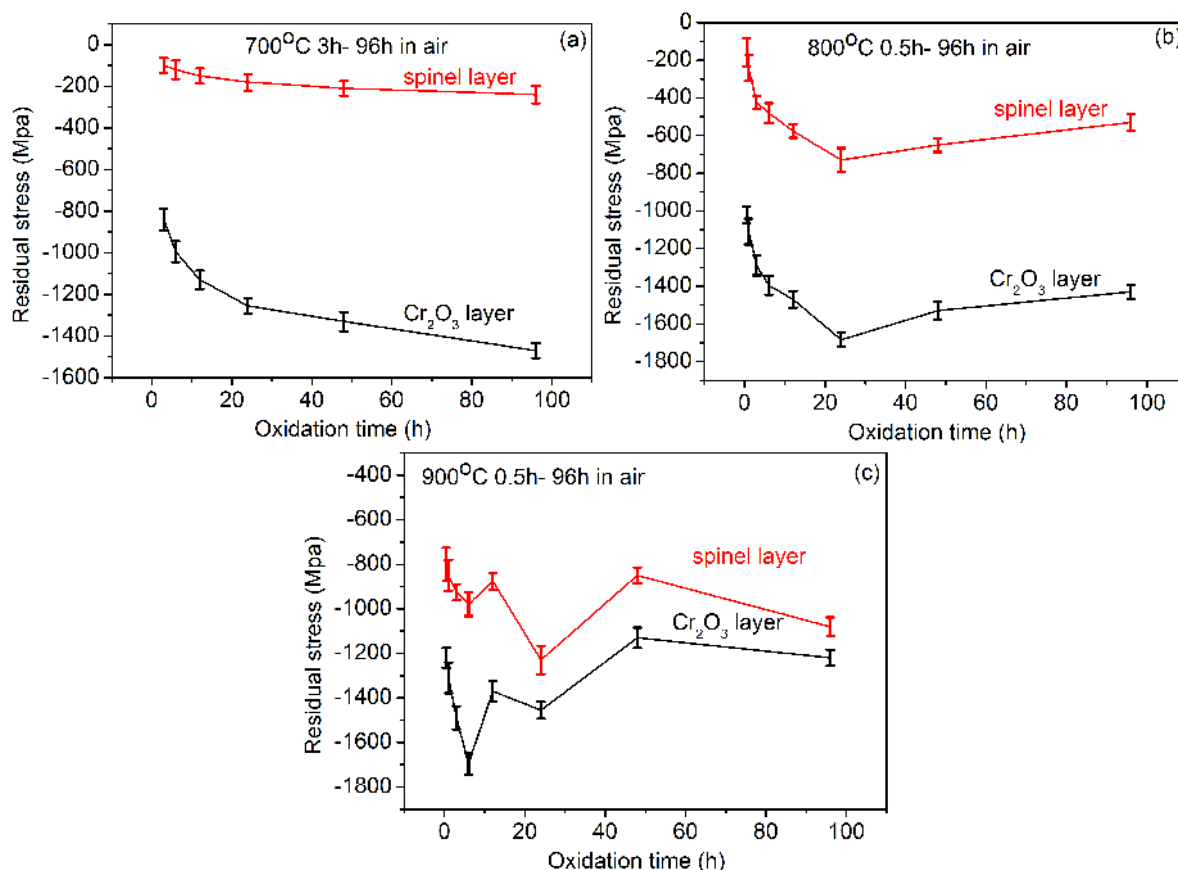 700°C 3h- 96h in air
(a)
0
-200
-400
-600
-800
-1000
-1200
-1400
-1600
Residual stress (Mpa)
spinel layer
Cr₂O₃ layer
0 20 40 60 80 100
Oxidation time (h)
800°C 0.5h- 96h in air
(b)
0
-200
-400
-600
-800
-1000
-1200
-1400
-1600
-1800
Residual stress (Mpa)
spinel layer
Cr₂O₃ layer
0 20 40 60 80 100
Oxidation time (h)
900°C 0.5h- 96h in air
(c)
-400
-600
-800
-1000
-1200
-1400
-1600
-1800
Residual stress (Mpa)
spinel layer
Cr₂O₃ layer
0 20 40 60 80 100
Oxidation time (h)